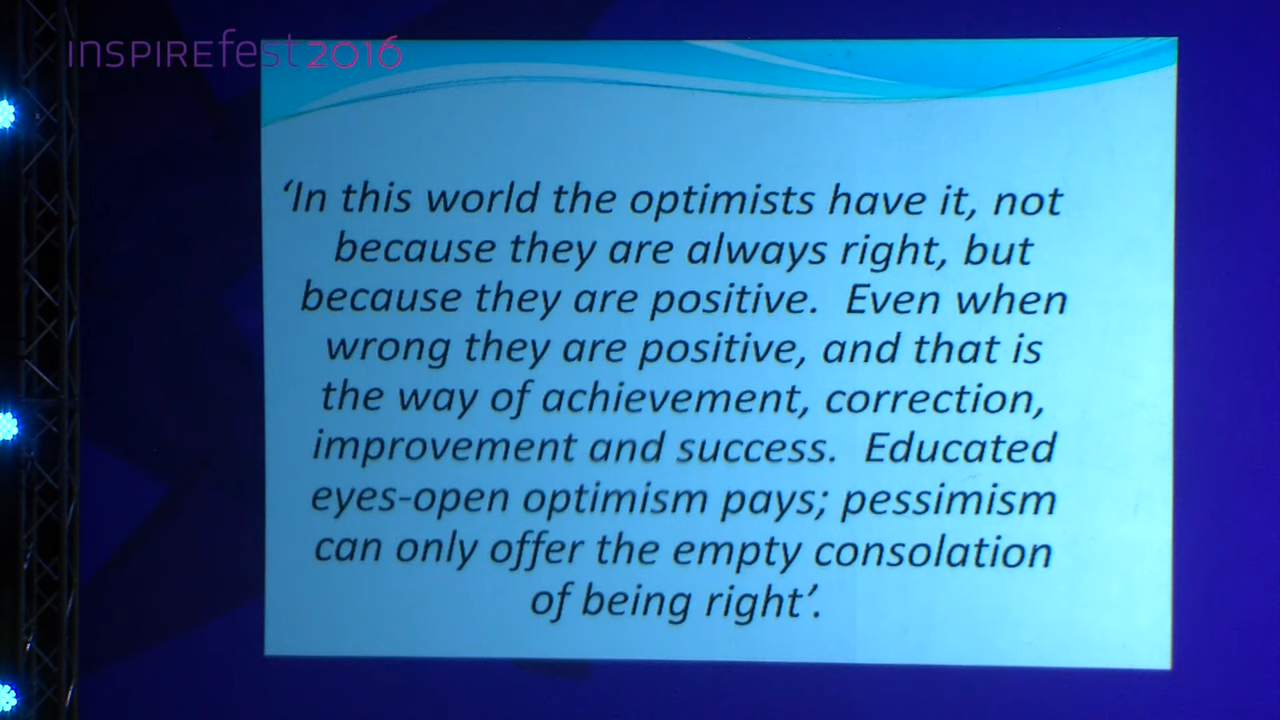 INSPIREfest2016
‘In this world the optimists have it, not
because they are always right, but
because they are positive.  Even when
wrong they are positive, and that is
the way of achievement, correction,
improvement and success.  Educated
eyes-open optimism pays; pessimism
can only offer the empty consolation
of being right’.